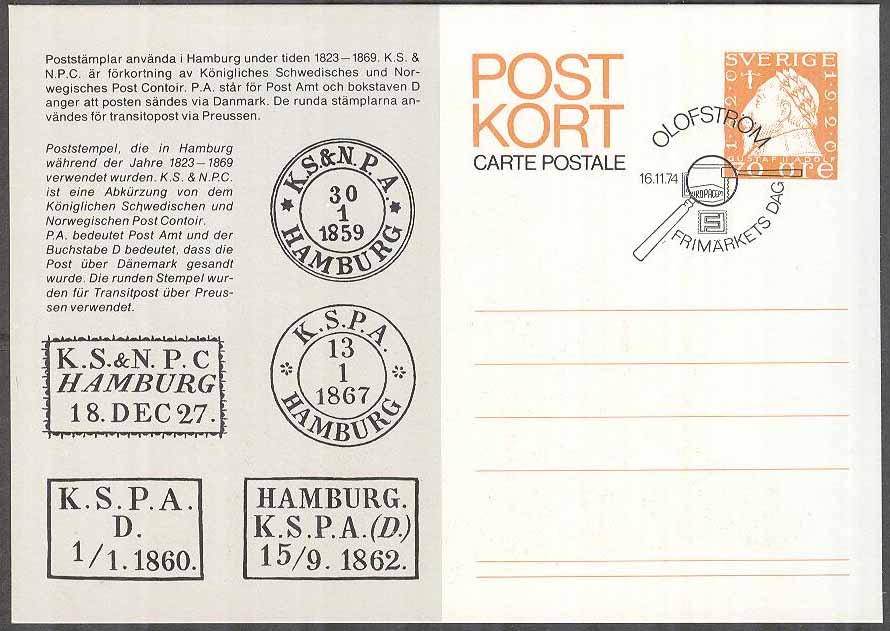 Poststämplar använda i Hamburg under tiden 1823—1869. K.S. &
N.P.C. är förkortning av Königliches Schwedisches und Nor-
wegisches Post Contoir. P.A. står för Post Amt och bokstaven D
anger att posten sändes via Danmark. De runda stämplarna an-
vändes för transitopost via Preussen.
Poststempel, die in Hamburg
während der Jahre 1823—1869
verwendet wurden. K.S. & N.P.C.
ist eine Abkürzung von dem
Königlichen Schwedischen und
Norwegischen Post Contoir.
P.A. bedeutet Post Amt und der
Buchstabe D bedeutet, dass die
Post über Dänemark gesandt
wurde. Die runden Stempel wur-
den für Transitpost über Preus-
sen verwendet.
K.S.&N.P.A.
30
1
1859
HAMBURG
K.S.&N.P.C
HAMBURG
18.DEC 27.
K.S.P.A.
13
1
1867
HAMBURG
K.S.P.A.
D.
1/1.1860.
HAMBURG.
K.S.P.A.(D.)
15/9. 1862.
POST
KORT
CARTE POSTALE
SVERIGE
1920
GUSTAF II ADOLF
70 ÖRE
OLOFSTRÖM
16.11.74
FRIMÄRKETS DAG
S